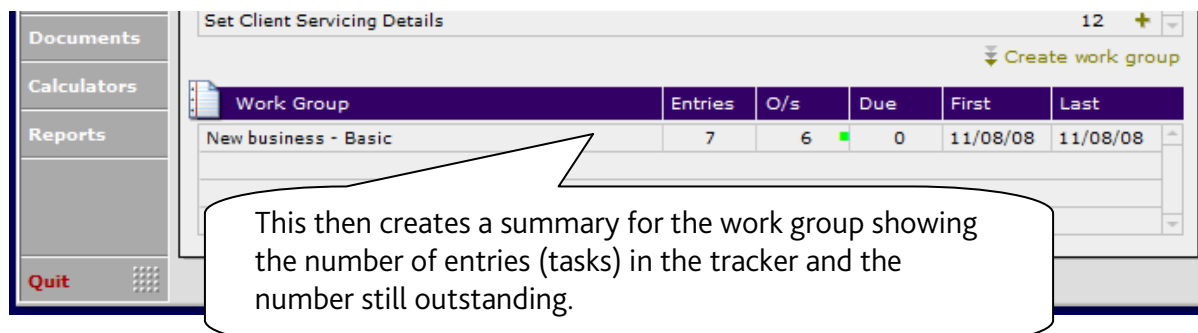 Set Client Servicing Details 12 +
Documents
Create work group
Calculators
Work Group Entries O/s Due First Last
Reports
New business - Basic 7 6 0 11/08/08 11/08/08
This then creates a summary for the work group showing
the number of entries (tasks) in the tracker and the
number still outstanding.
Quit